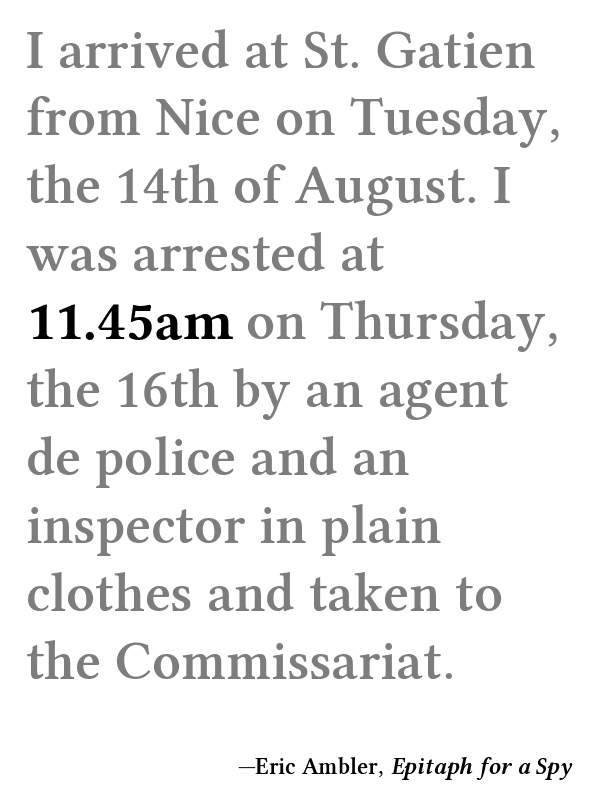 I arrived at St. Gatien
from Nice on Tuesday,
the 14th of August. I
was arrested at
11.45am on Thursday,
the 16th by an agent
de police and an
inspector in plain
clothes and taken to
the Commissariat.
—Eric Ambler, Epitaph for a Spy